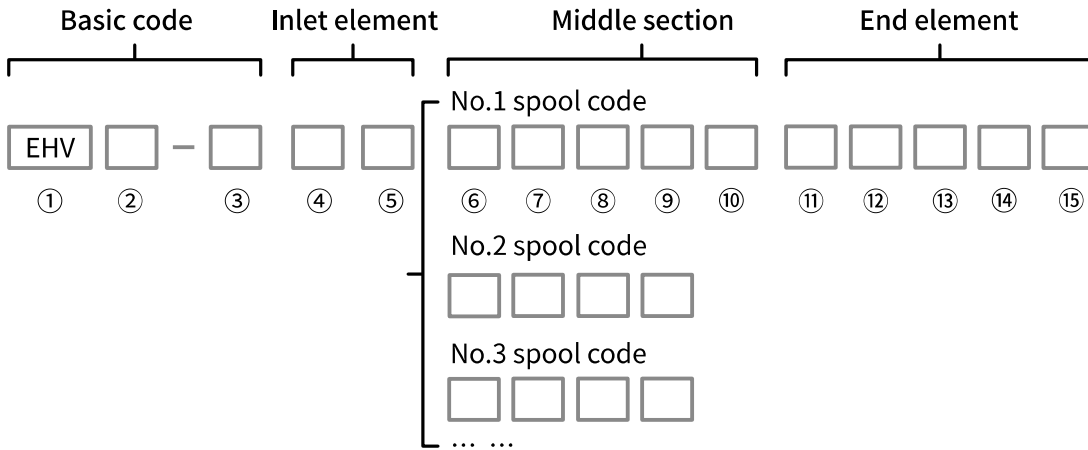 Basic code Inlet element Middle section End element
No.1 spool code
EHV –
① ② ③ ④ ⑤ ⑥ ⑦ ⑧ ⑨ ⑩ ⑪ ⑫ ⑬ ⑭ ⑮
No.2 spool code
No.3 spool code
... ...